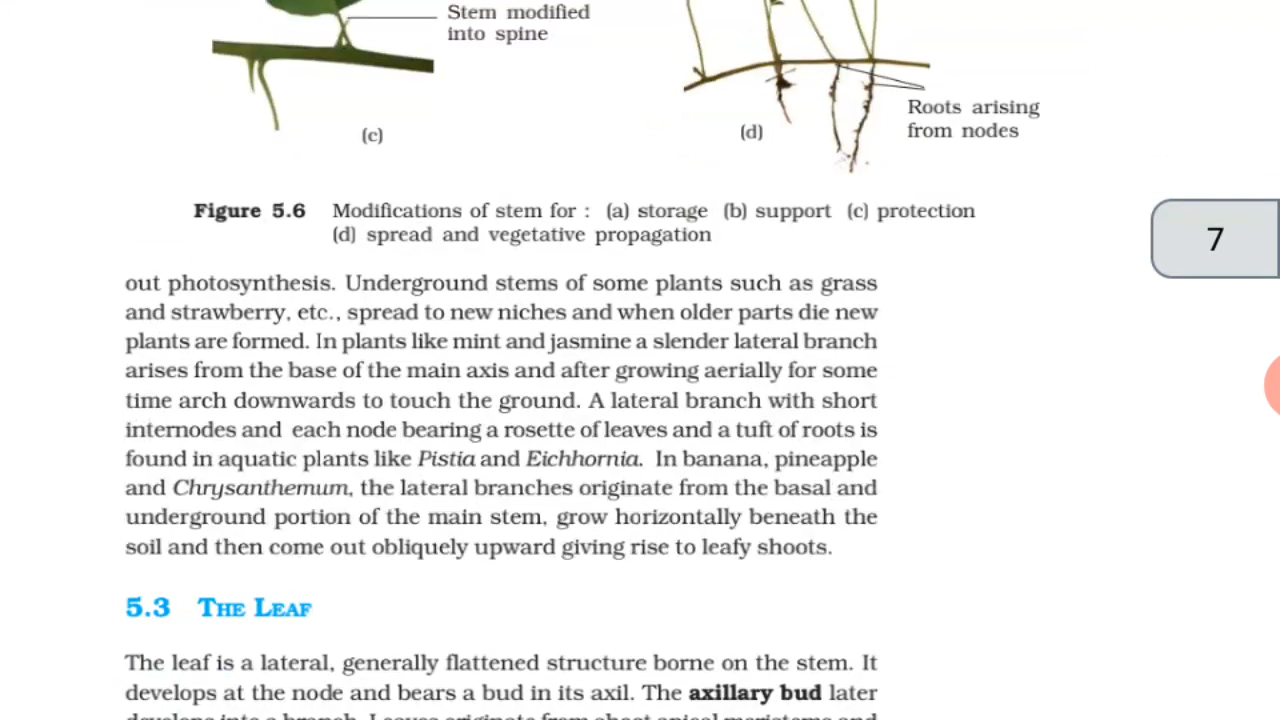 Stem modified
into spine
Roots arising
from nodes
(c)
(d)
Figure 5.6 Modifications of stem for : (a) storage (b) support (c) protection
(d) spread and vegetative propagation
7
out photosynthesis. Underground stems of some plants such as grass
and strawberry, etc., spread to new niches and when older parts die new
plants are formed. In plants like mint and jasmine a slender lateral branch
arises from the base of the main axis and after growing aerially for some
time arch downwards to touch the ground. A lateral branch with short
internodes and each node bearing a rosette of leaves and a tuft of roots is
found in aquatic plants like Pistia and Eichhornia. In banana, pineapple
and Chrysanthemum, the lateral branches originate from the basal and
underground portion of the main stem, grow horizontally beneath the
soil and then come out obliquely upward giving rise to leafy shoots.
5.3 THE LEAF
The leaf is a lateral, generally flattened structure borne on the stem. It
develops at the node and bears a bud in its axil. The axillary bud later